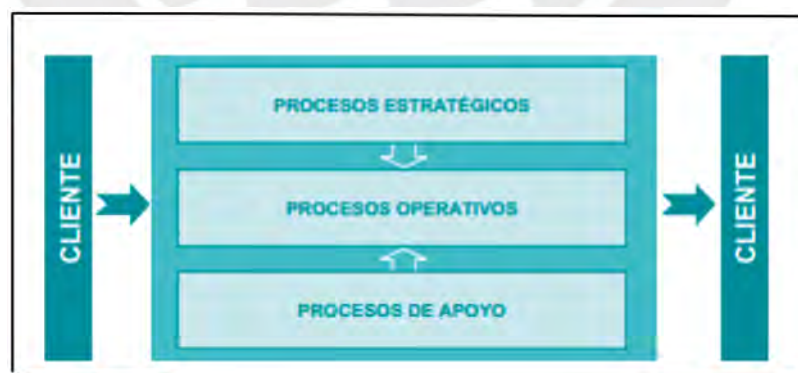 CLIENTE
PROCESOS ESTRATÉGICOS
PROCESOS OPERATIVOS
PROCESOS DE APOYO
CLIENTE